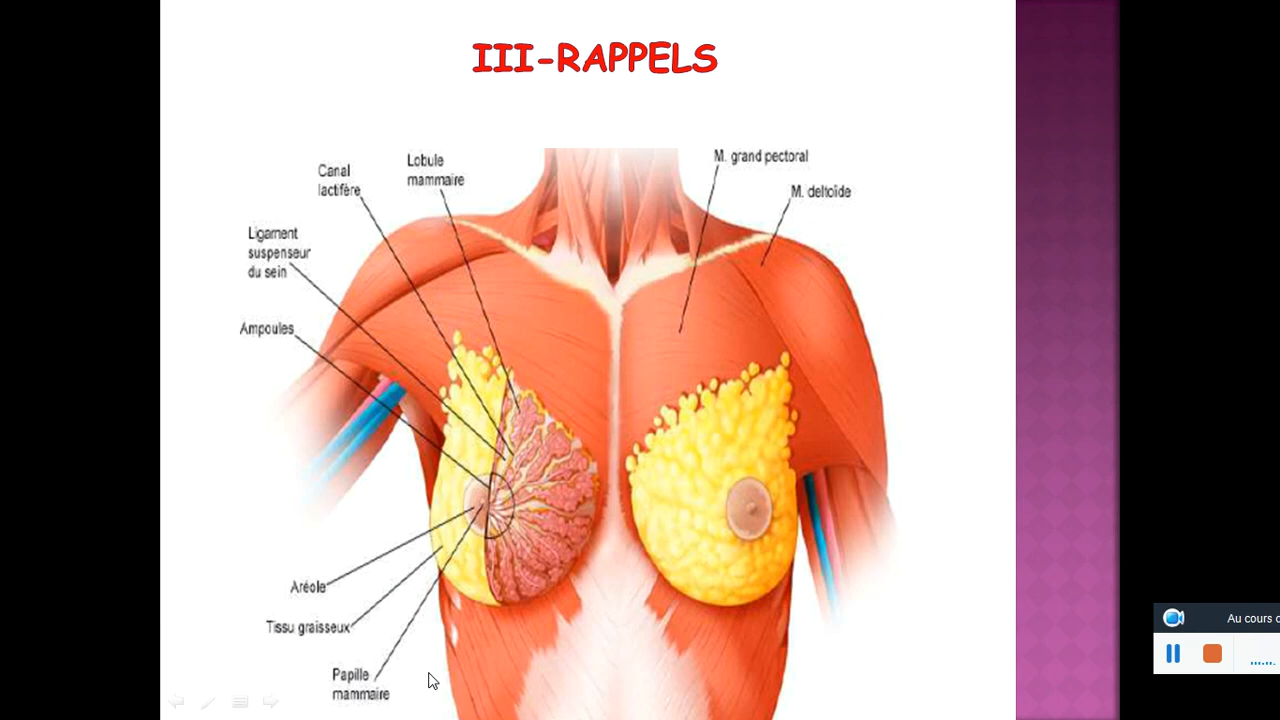 III-RAPPELS
Canal
lactifère
Lobule
mammaire
M. grand pectoral
M. deltoïde
Ligament
suspenseur
du sein
Ampoules
Aréole
Tissu graisseux
Papille
mammaire
Au cours